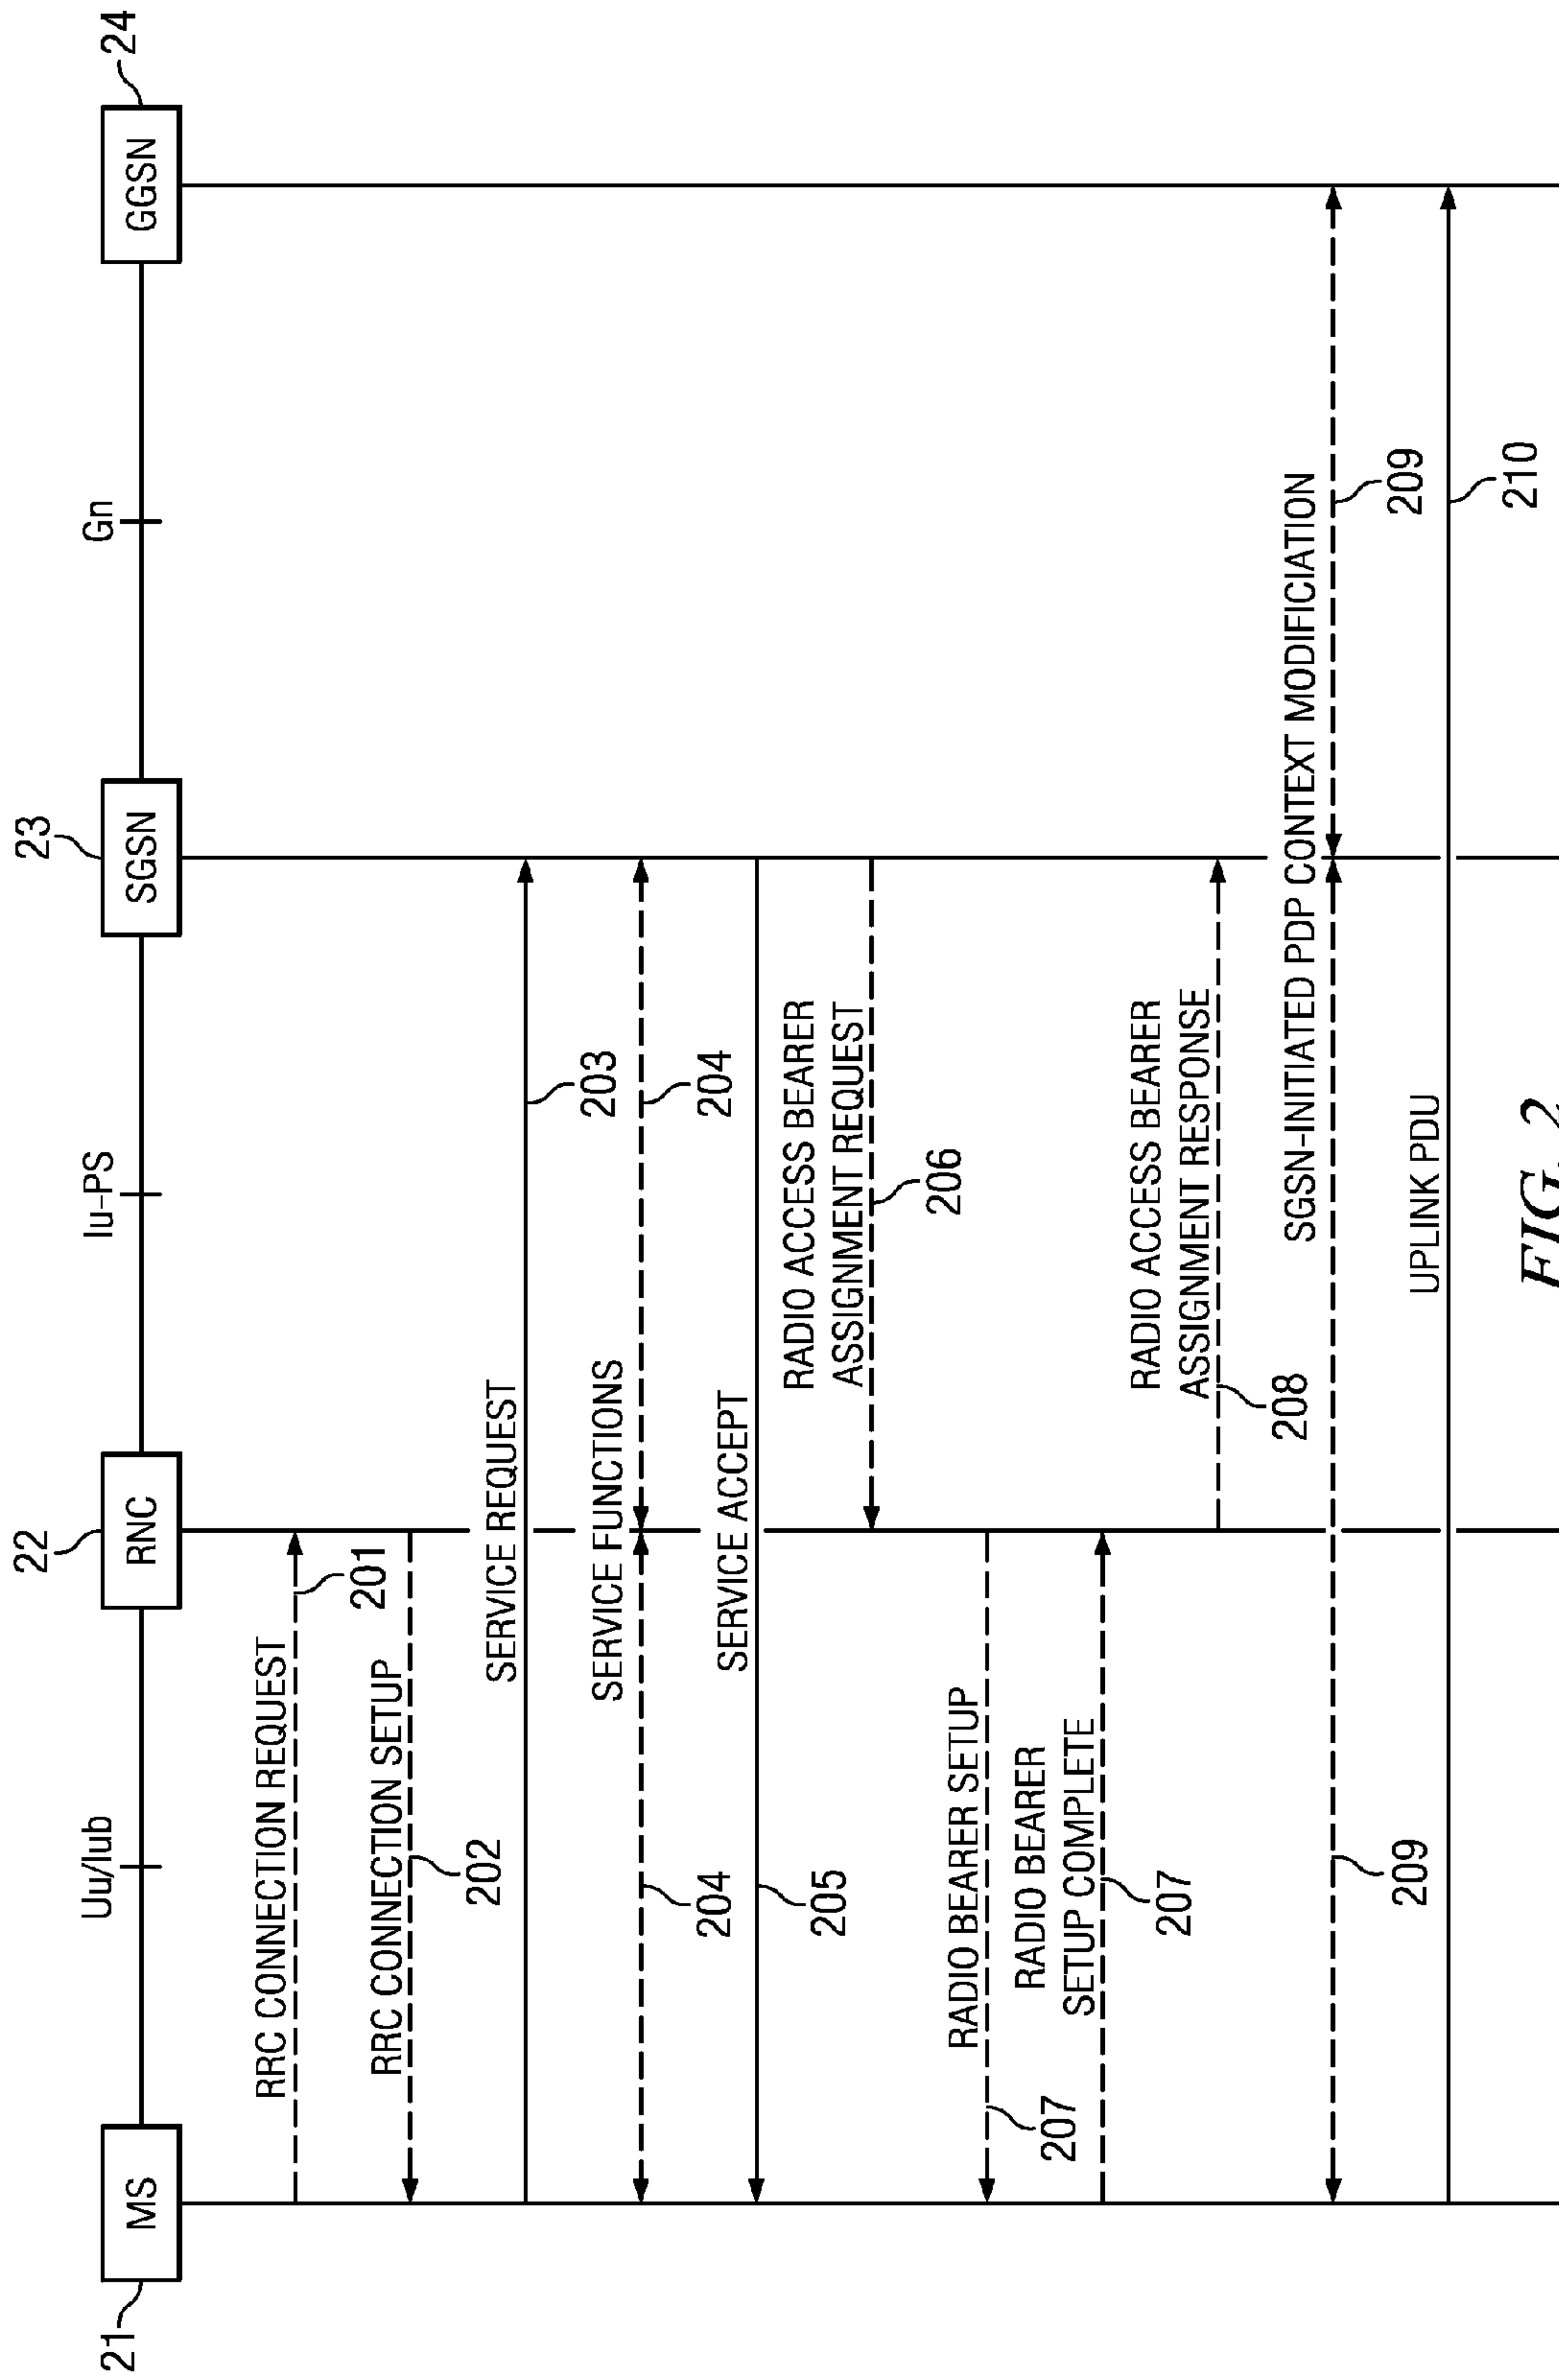 21
22
23
24
MS
Uu/Iub
RNC
Iu-PS
SGSN
Gn
GGSN
RRC CONNECTION REQUEST
201
RRC CONNECTION SETUP
202
SERVICE REQUEST
203
SERVICE FUNCTIONS
204
204
SERVICE ACCEPT
205
RADIO ACCESS BEARER
ASSIGNMENT REQUEST
206
RADIO BEARER SETUP
207
RADIO BEARER
SETUP COMPLETE
207
RADIO ACCESS BEARER
ASSIGNMENT RESPONSE
208
SGSN-INITIATED PDP CONTEXT MODIFICIATION
209
209
UPLINK PDU
210
FIG. 2